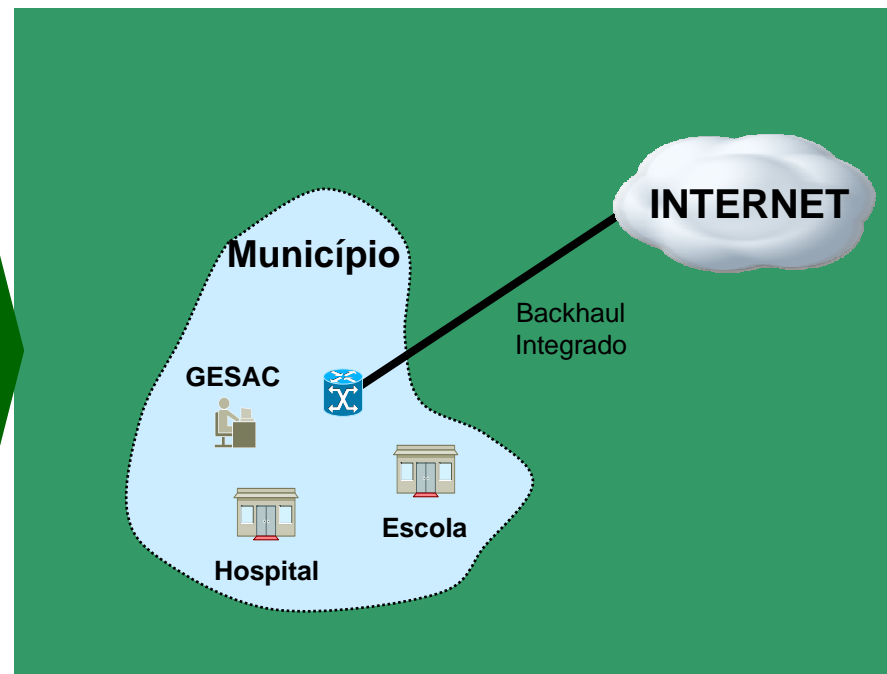 INTERNET
Município
Backhaul
Integrado
GESAC
Escola
Hospital